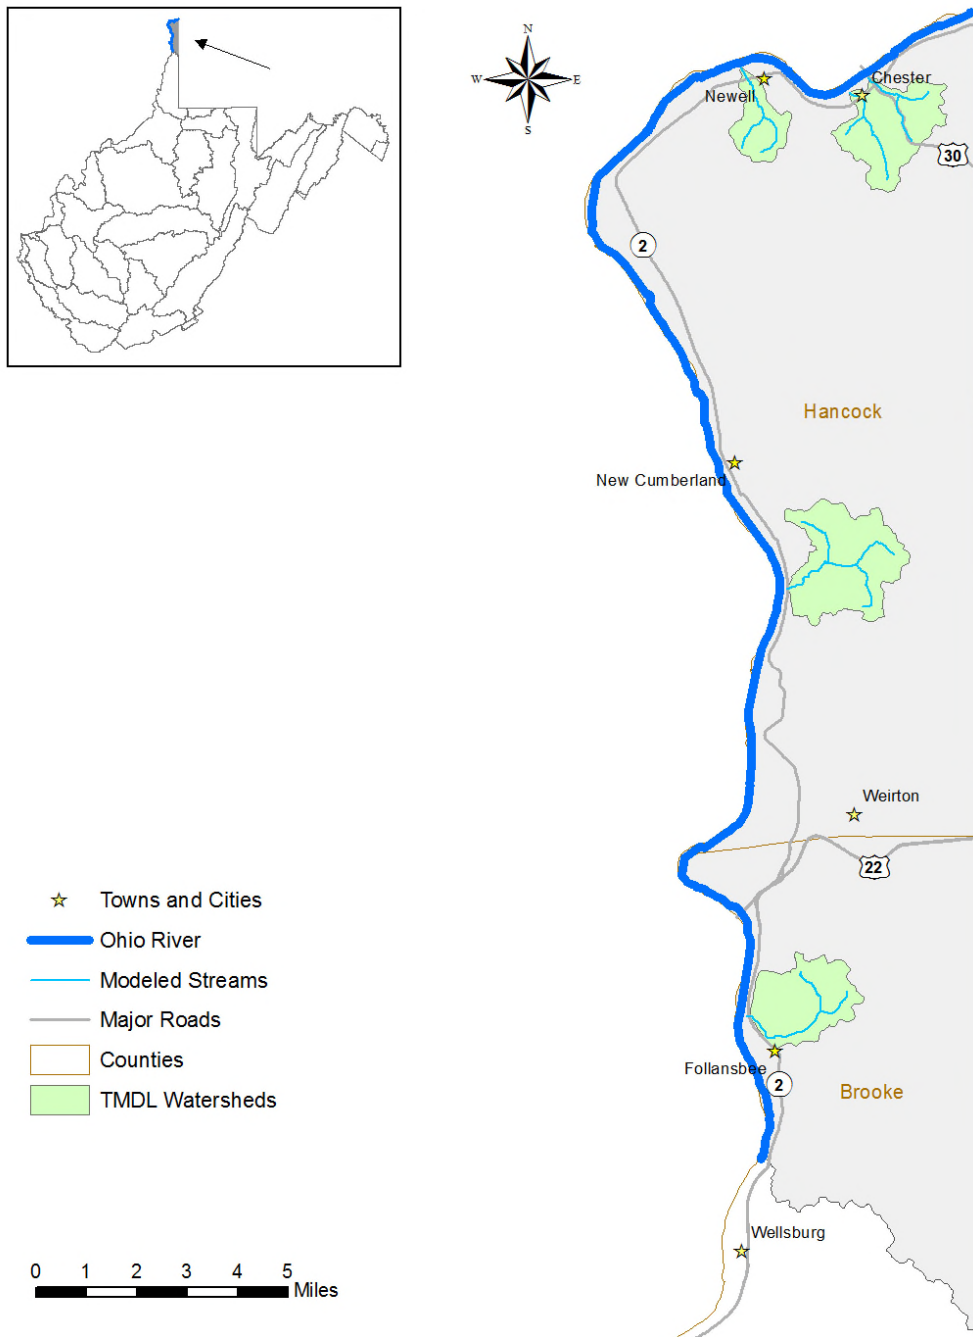 N
W
E
S
Newell
Chester
30
2
Hancock
New Cumberland
Weirton
22
Follansbee
2
Brooke
Wellsburg
Towns and Cities
Ohio River
Modeled Streams
Major Roads
Counties
TMDL Watersheds
0 1 2 3 4 5
Miles